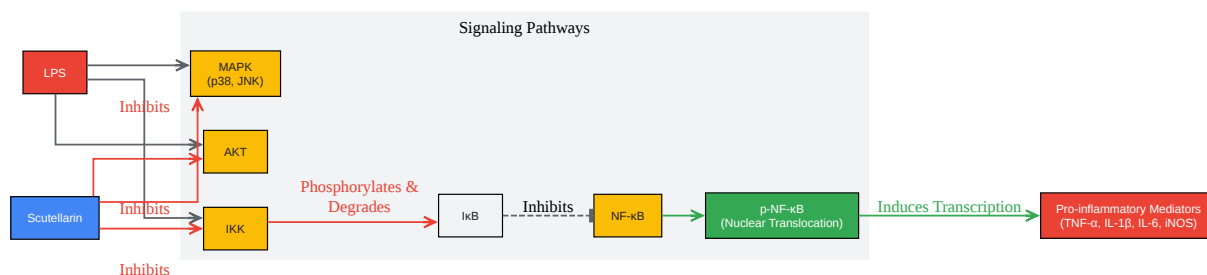 Signaling Pathways
LPS
MAPK
(p38, JNK)
Inhibits
AKT
Scutellarin
Inhibits
IKK
Phosphorylates &
Degrades
IκB
Inhibits
NF-κB
p-NF-κB
(Nuclear Translocation)
Induces Transcription
Pro-inflammatory Mediators
(TNF-α, IL-1β, IL-6, iNOS)
Inhibits